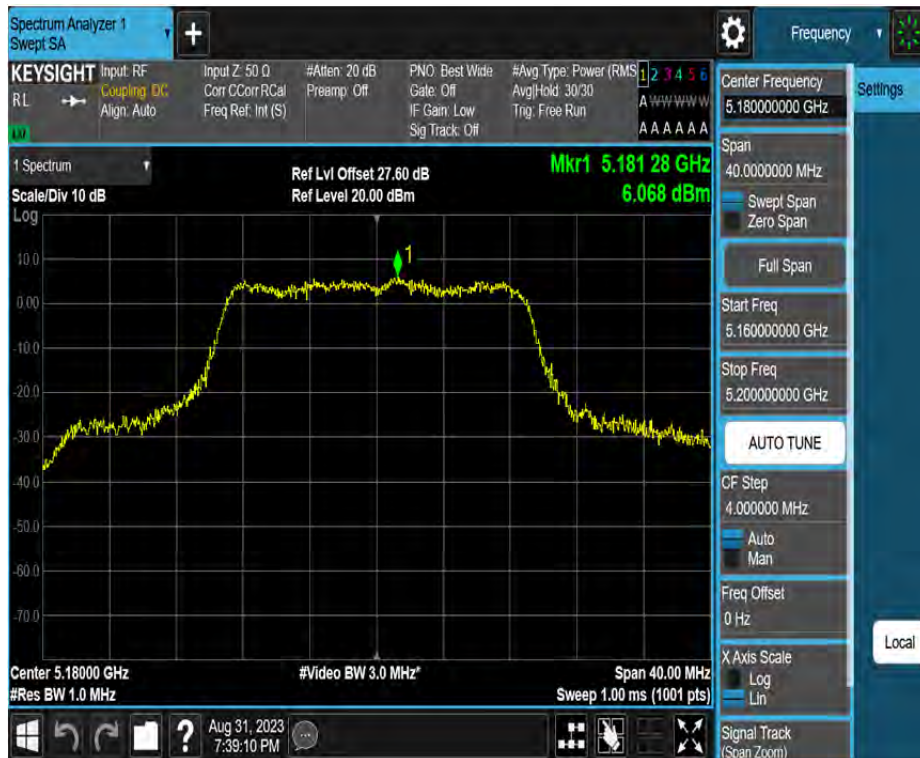 Spectrum Analyzer 1
Swept SA
Frequency
KEYSIGHT
RL
Input: RF
Coupling: DC
Align: Auto
Input Z: 50 Ω
Corr CCorr RCal
Freq Ref: Int (S)
#Atten: 20 dB
Preamp: Off
PNO: Best Wide
Gate: Off
IF Gain: Low
Sig Track: Off
#Avg Type: Power (RMS
Avg|Hold: 30/30
Trig: Free Run
1 2 3 4 5 6
A W W W W W
A A A A A A
1 Spectrum
Scale/Div 10 dB
Log
Ref Lvl Offset 27.60 dB
Ref Level 20.00 dBm
Mkr1 5.181 28 GHz
6.068 dBm
1
10.0
0.00
-10.0
-20.0
-30.0
-40.0
-50.0
-60.0
-70.0
Center 5.18000 GHz
#Res BW 1.0 MHz
#Video BW 3.0 MHz*
Span 40.00 MHz
Sweep 1.00 ms (1001 pts)
Aug 31, 2023
7:39:10 PM
Center Frequency
5.180000000 GHz
Span
40.0000000 MHz
Swept Span
Zero Span
Full Span
Start Freq
5.160000000 GHz
Stop Freq
5.200000000 GHz
AUTO TUNE
CF Step
4.000000 MHz
Auto
Man
Freq Offset
0 Hz
X Axis Scale
Log
Lin
Signal Track
(Span Zoom)
Settings
Local